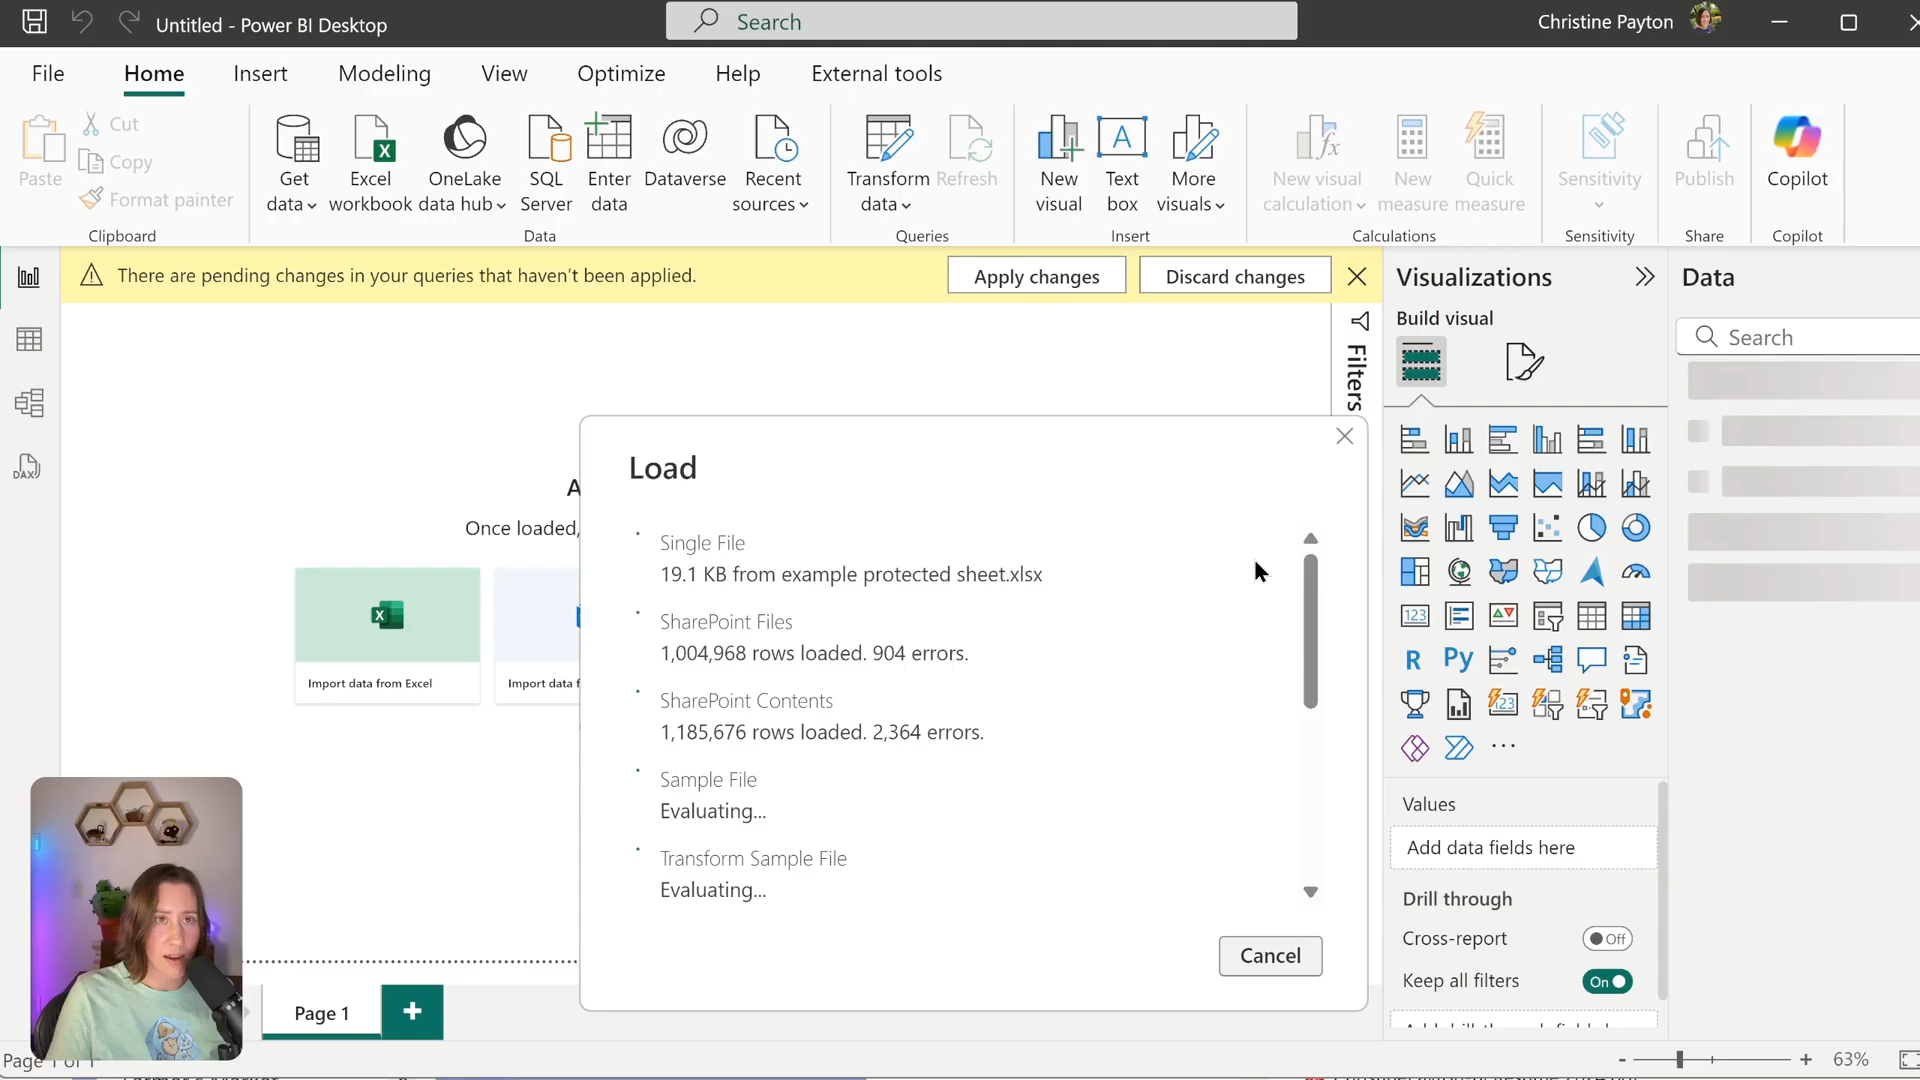 Untitled - Power BI Desktop
Search
Christine Payton
File
Home
Insert
Modeling
View
Optimize
Help
External tools
Paste
Cut
Copy
Format painter
Clipboard
Get data
Excel workbook
OneLake data hub
SQL Server
Enter data
Dataverse
Recent sources
Data
Transform data
Refresh
Queries
New visual
Text box
More visuals
Insert
New visual calculation
New measure
Quick measure
Calculations
Sensitivity
Sensitivity
Publish
Share
Copilot
Copilot
There are pending changes in your queries that haven't been applied.
Apply changes
Discard changes
Visualizations
Data
Build visual
Search
Filters
DAX
A
Once loaded,
Import data from Excel
Import data f
Load
Single File
19.1 KB from example protected sheet.xlsx
SharePoint Files
1,004,968 rows loaded. 904 errors.
SharePoint Contents
1,185,676 rows loaded. 2,364 errors.
Sample File
Evaluating...
Transform Sample File
Evaluating...
Cancel
123
R
Py
123
Values
Add data fields here
Drill through
Cross-report
Off
Keep all filters
On
Page 1
Page 1 of 1
63%